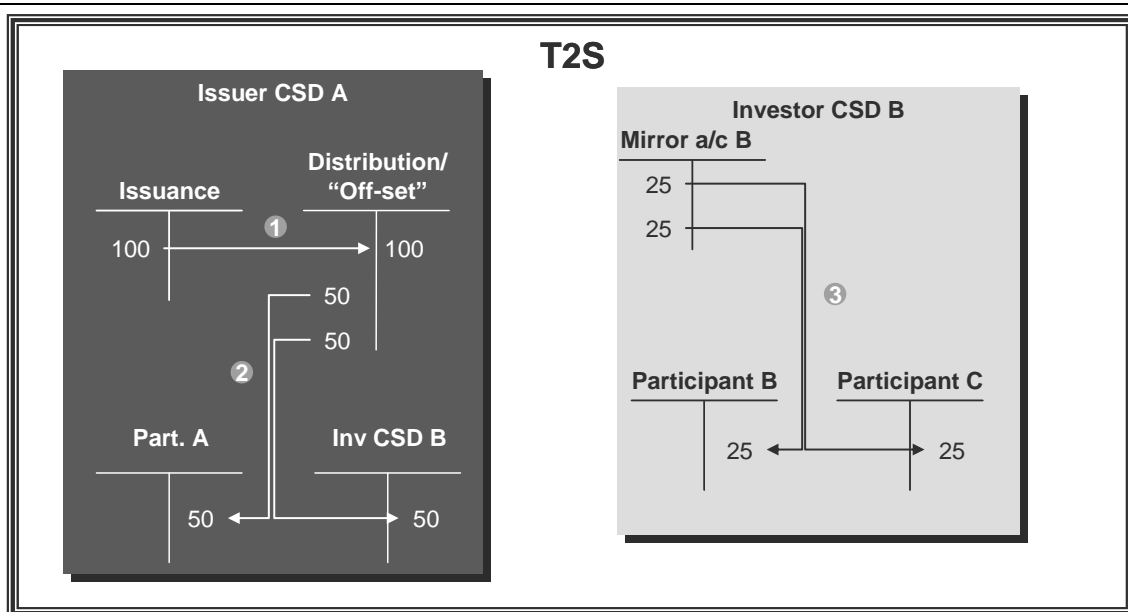 T2S
Issuer CSD A
Issuance
Distribution/
“Off-set”
100
1
100
50
50
2
Part. A
Inv CSD B
50
50
Investor CSD B
Mirror a/c B
25
25
3
Participant B
Participant C
25
25